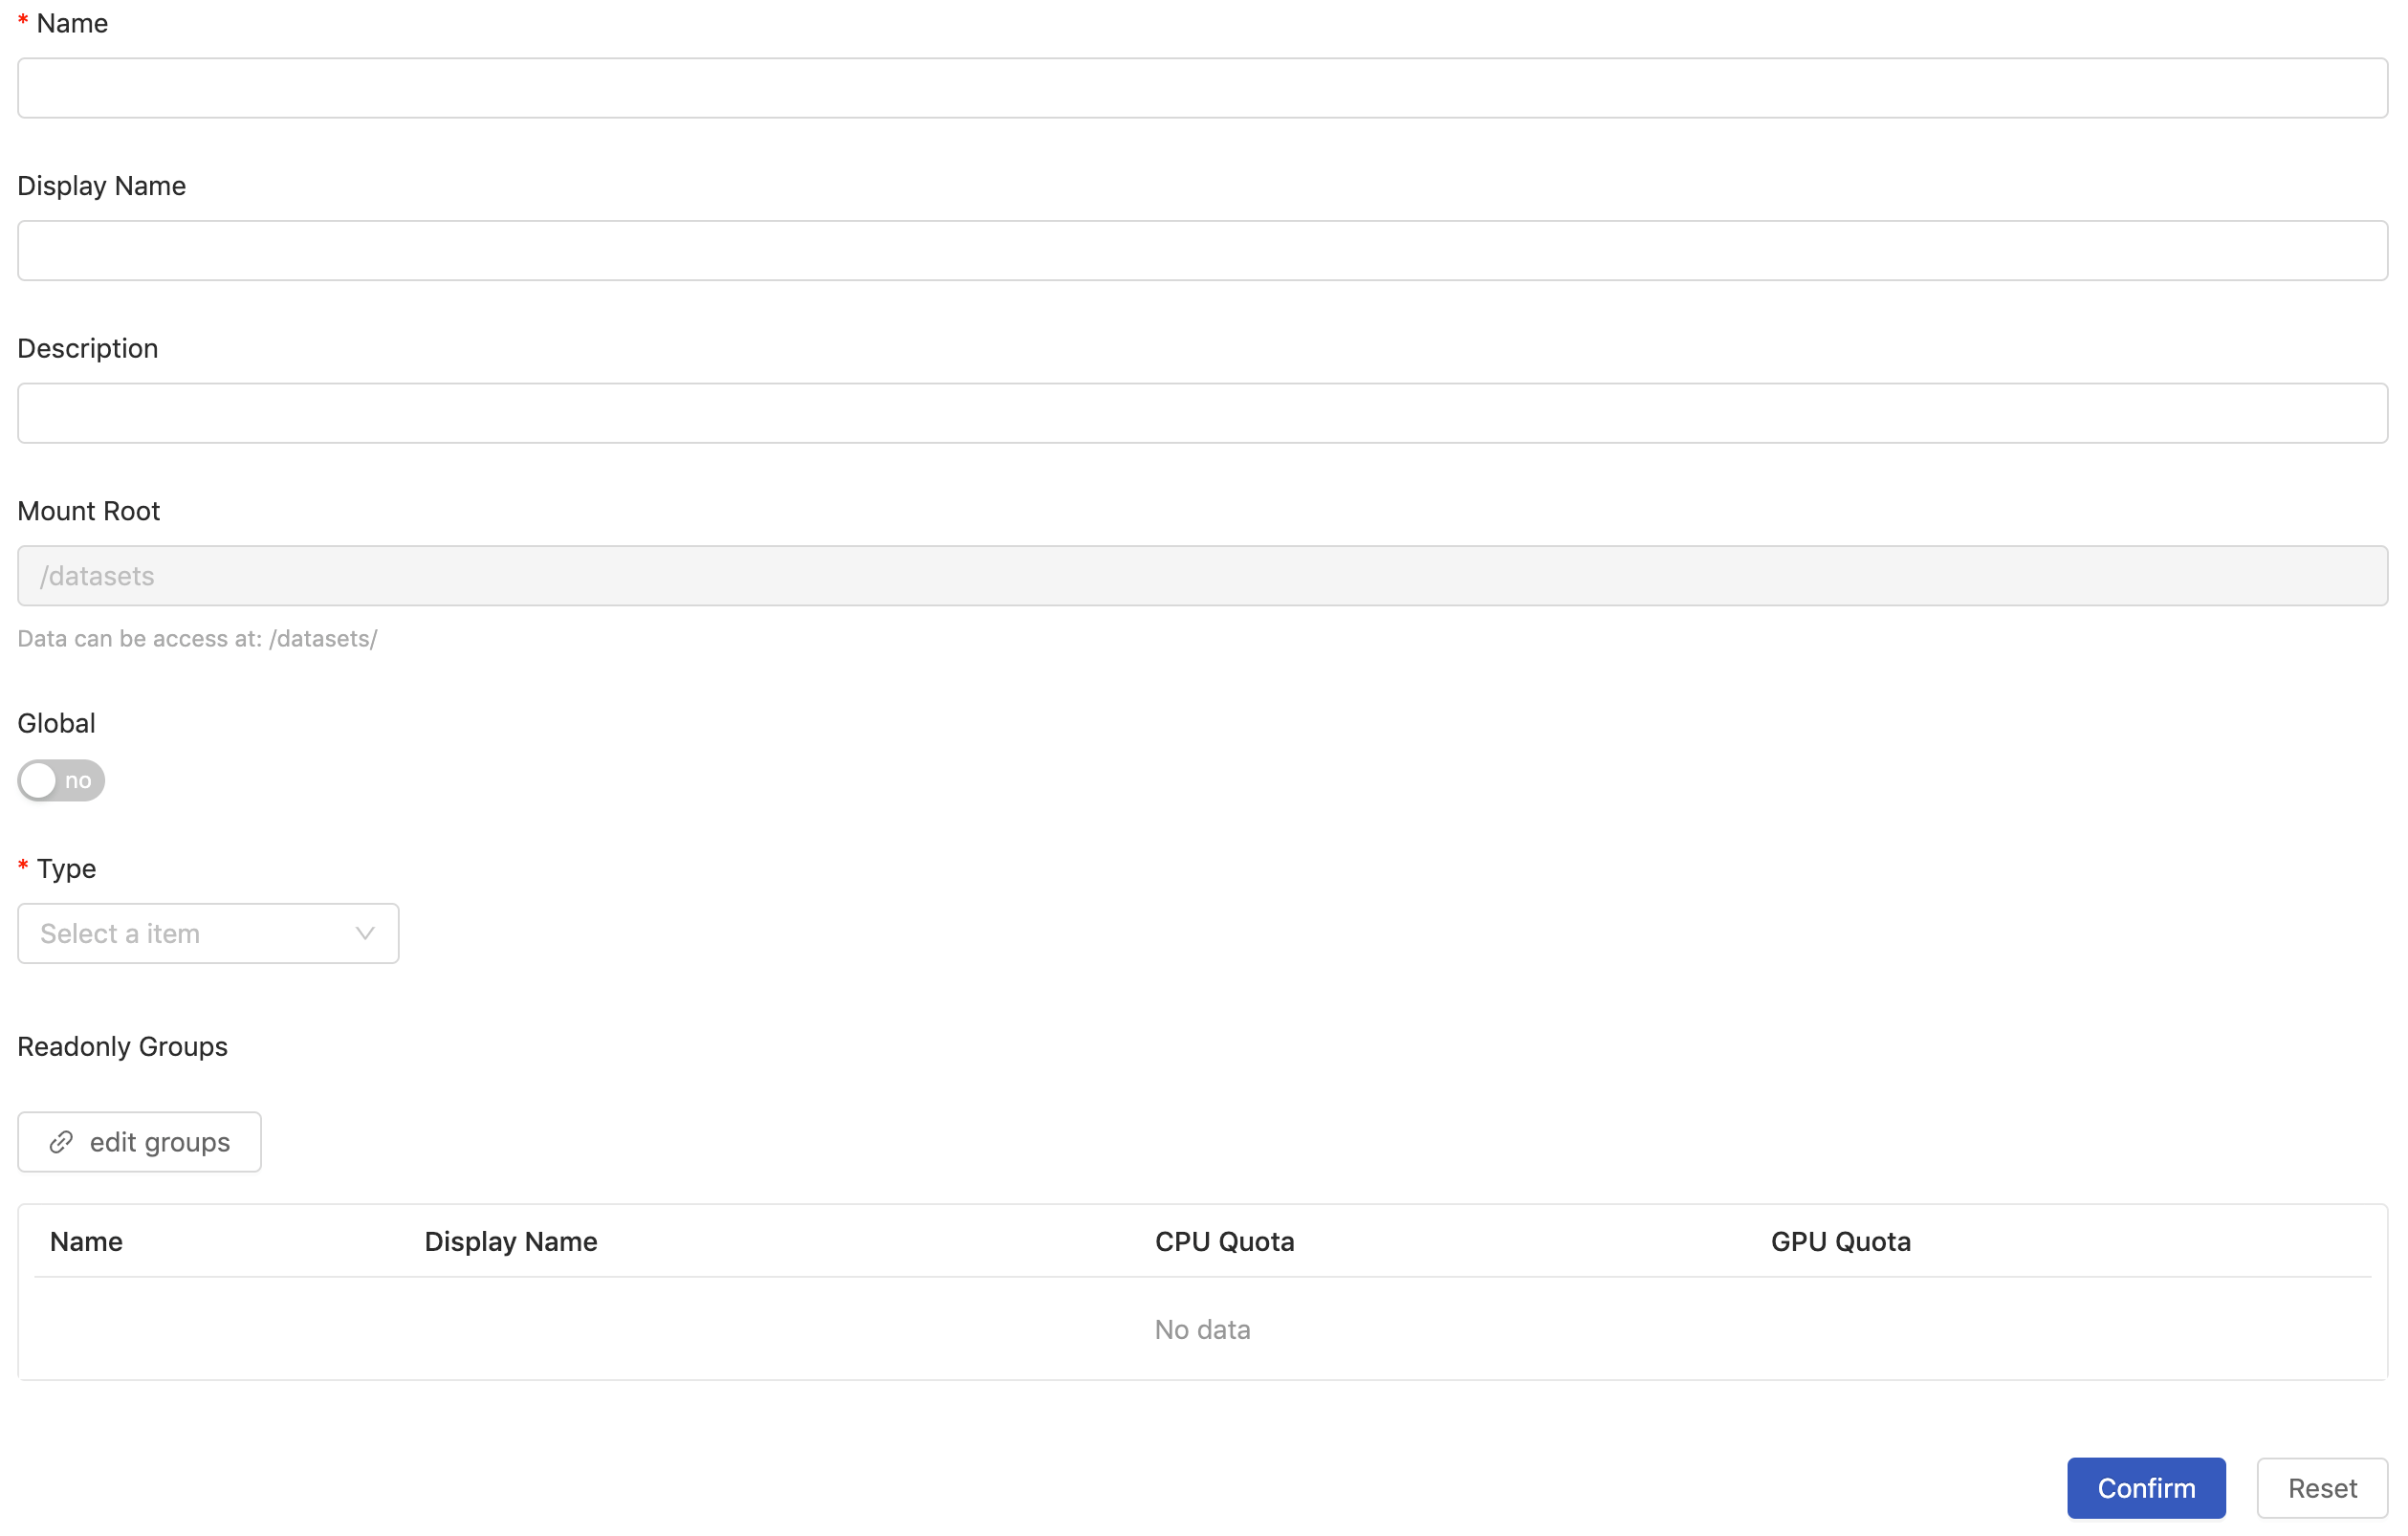 * Name
Display Name
Description
Mount Root
/datasets
Data can be access at: /datasets/
Global
no
* Type
Select a item
Readonly Groups
edit groups
Name Display Name CPU Quota GPU Quota
No data
Confirm Reset